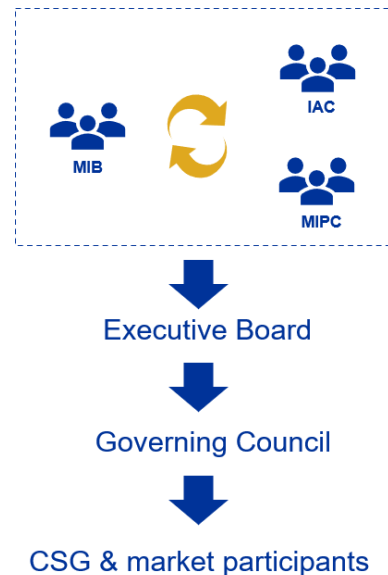 IAC
MIB
MIPC
Executive Board
Governing Council
CSG & market participants